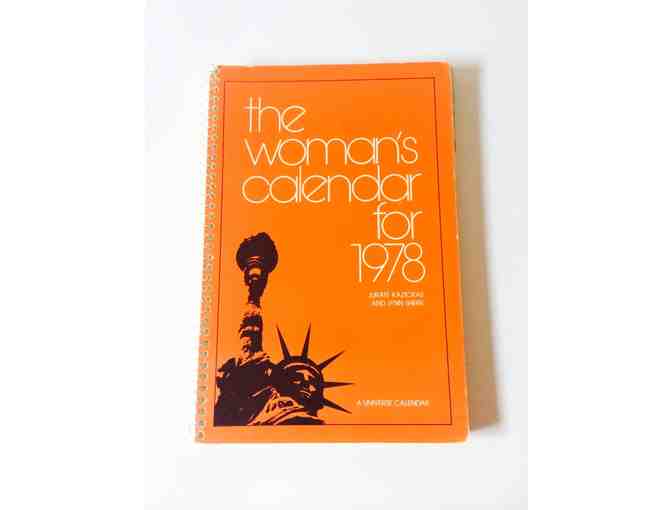 the
woman's
calendar
for
1978
JURATE KAZICKAS
AND LYNN SHERR
A UNIVERSE CALENDAR